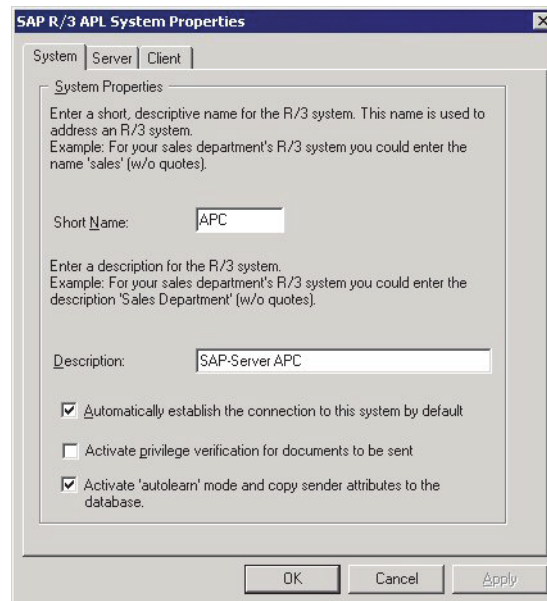 SAP R/3 APL System Properties
System Server Client
System Properties
Enter a short, descriptive name for the R/3 system. This name is used to
address an R/3 system.
Example: For your sales department's R/3 system you could enter the
name 'sales' (w/o quotes).
Short Name: APC
Enter a description for the R/3 system.
Example: For your sales department's R/3 system you could enter the
description 'Sales Department' (w/o quotes).
Description: SAP-Server APC
Automatically establish the connection to this system by default
Activate privilege verification for documents to be sent
Activate 'autolearn' mode and copy sender attributes to the
database.
OK Cancel Apply